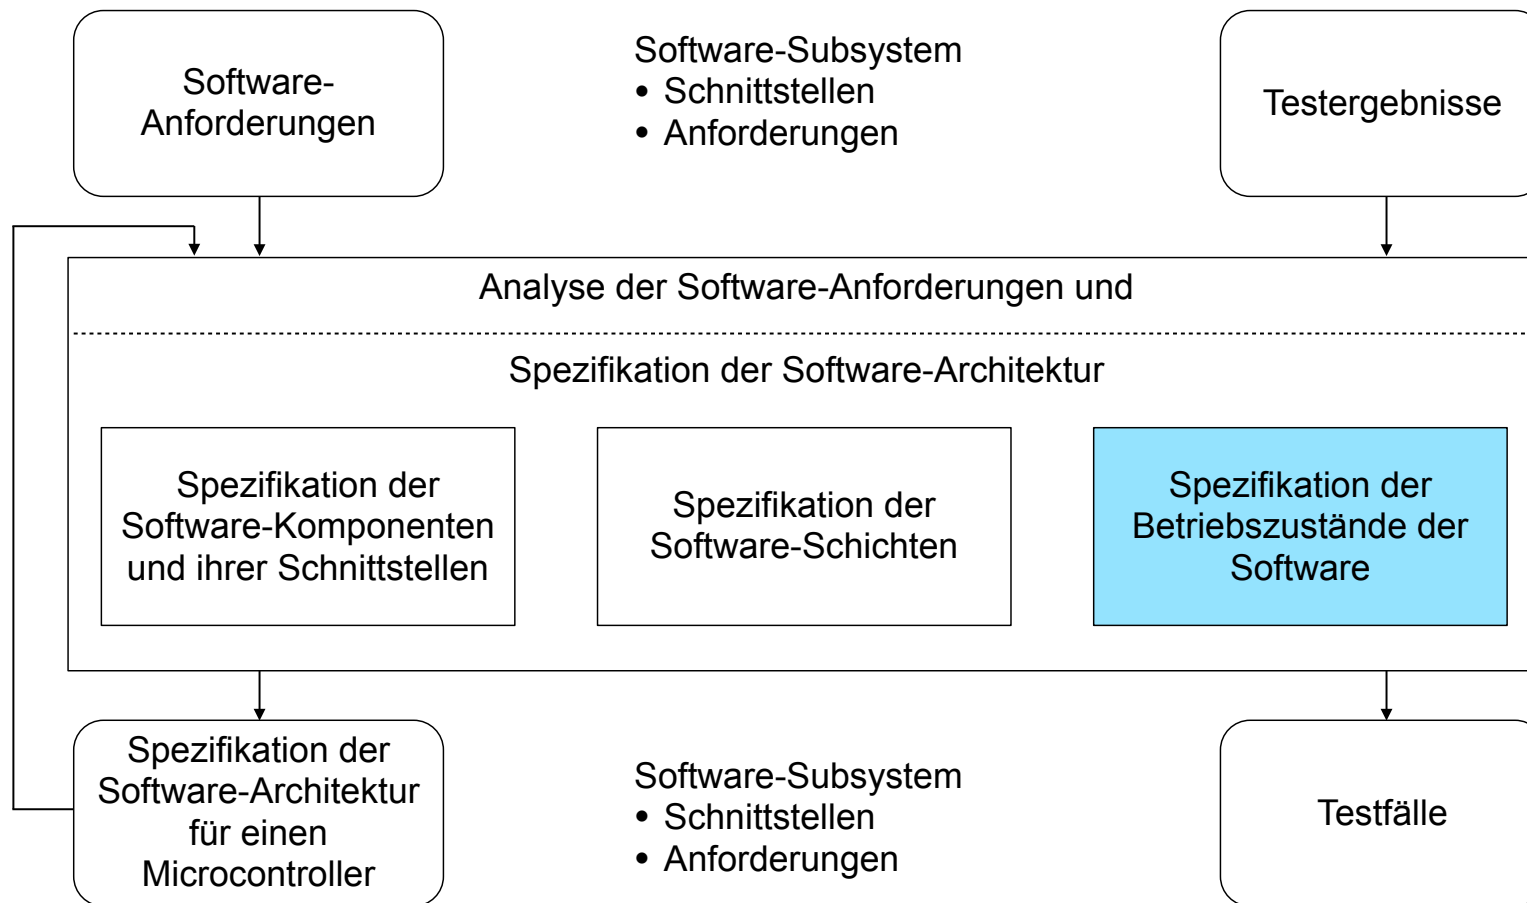 Software-
Anforderungen
Software-Subsystem
• Schnittstellen
• Anforderungen
Testergebnisse
Analyse der Software-Anforderungen und
Spezifikation der Software-Architektur
Spezifikation der
Software-Komponenten
und ihrer Schnittstellen
Spezifikation der
Software-Schichten
Spezifikation der
Betriebszustände der
Software
Spezifikation der
Software-Architektur
für einen
Microcontroller
Software-Subsystem
• Schnittstellen
• Anforderungen
Testfälle